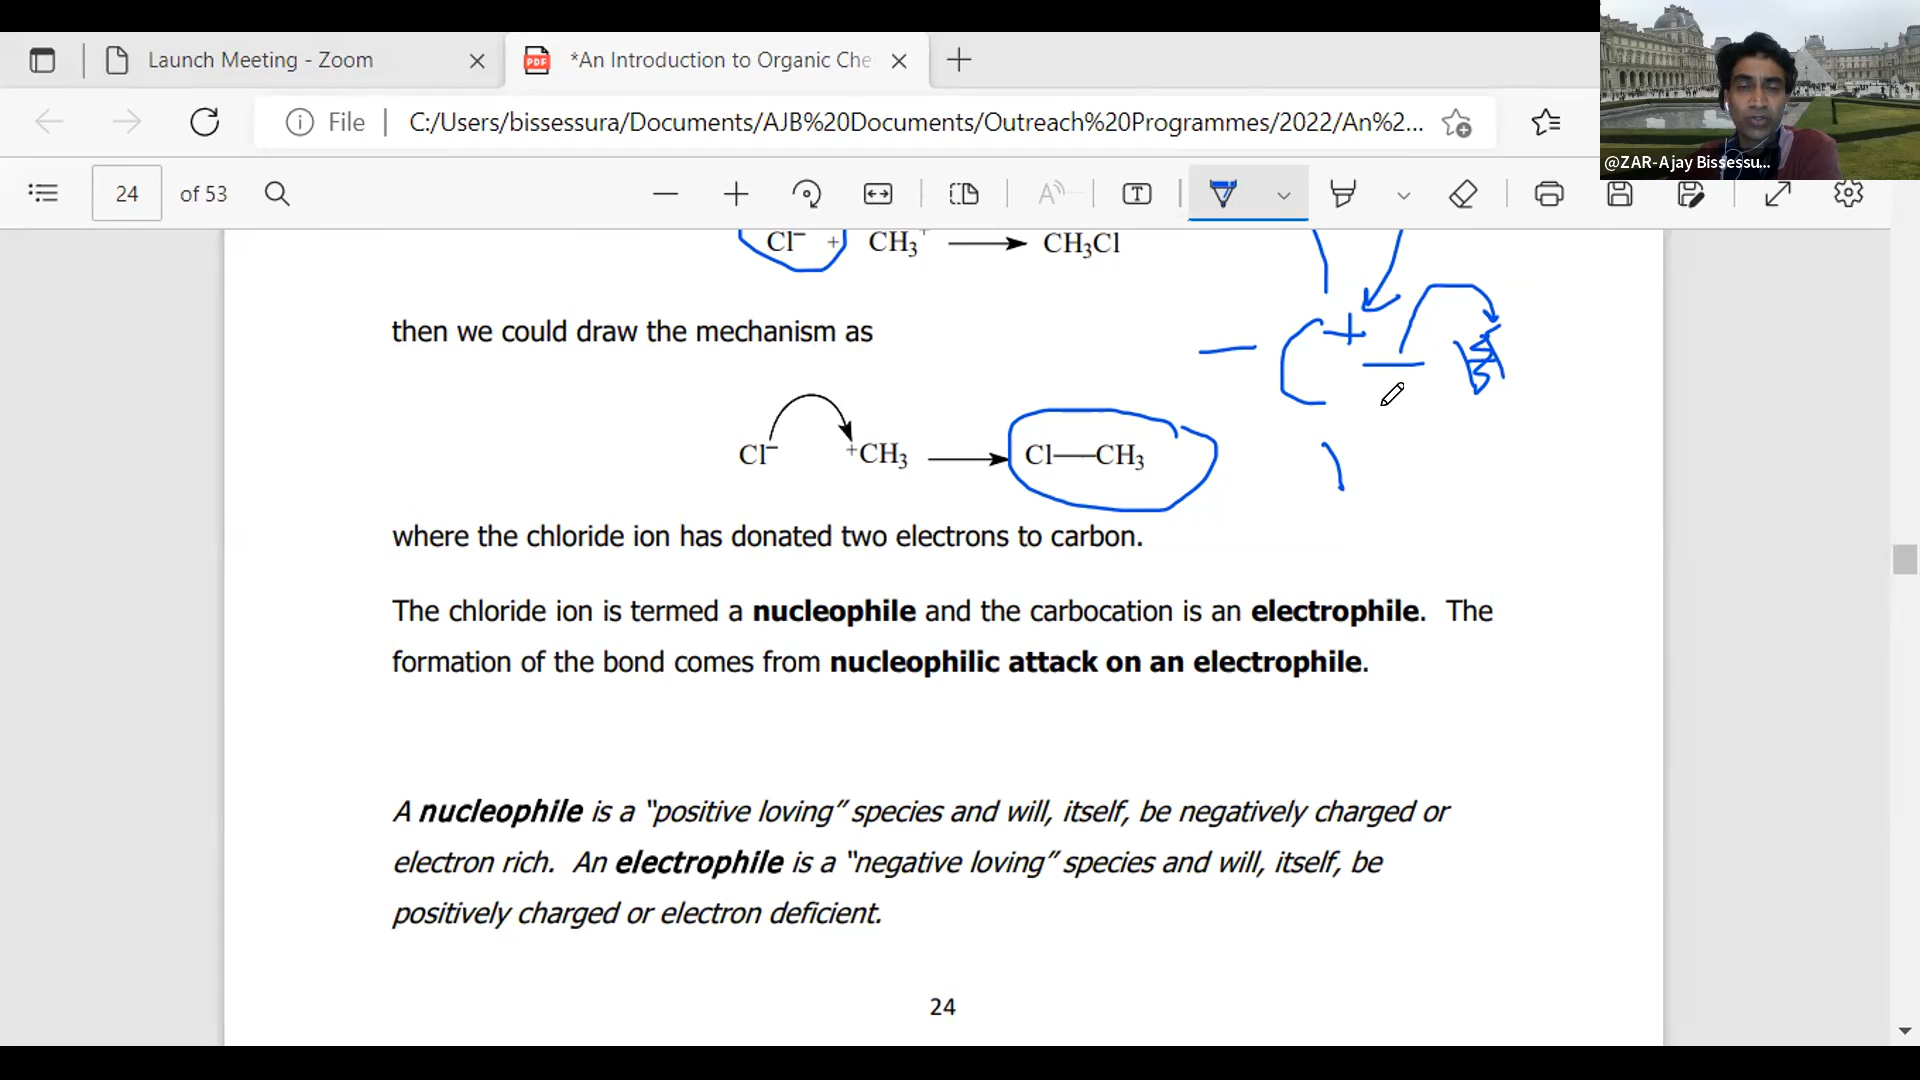 Launch Meeting - Zoom
*An Introduction to Organic Che
File
C:/Users/bissessura/Documents/AJB%20Documents/Outreach%20Programmes/2022/An%2...
@ZAR-Ajay Bissessu...
24 of 53
Cl⁻ + CH₃⁺ ⟶ CH₃Cl
then we could draw the mechanism as
Cl⁻ ⁺CH₃ ⟶ Cl—CH₃
C +
where the chloride ion has donated two electrons to carbon.
The chloride ion is termed a nucleophile and the carbocation is an electrophile. The
formation of the bond comes from nucleophilic attack on an electrophile.
A nucleophile is a “positive loving” species and will, itself, be negatively charged or
electron rich. An electrophile is a “negative loving” species and will, itself, be
positively charged or electron deficient.
24